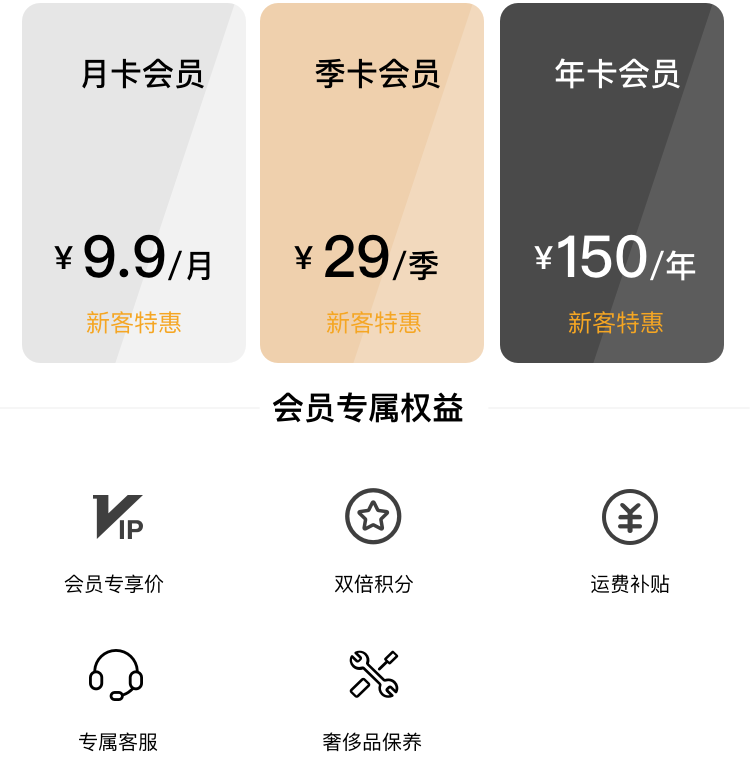 月卡会员
季卡会员
年卡会员
¥ 9.9/月
¥ 29/季
¥150/年
新客特惠
新客特惠
新客特惠
会员专属权益
VIP
会员专享价
双倍积分
¥
运费补贴
专属客服
奢侈品保养